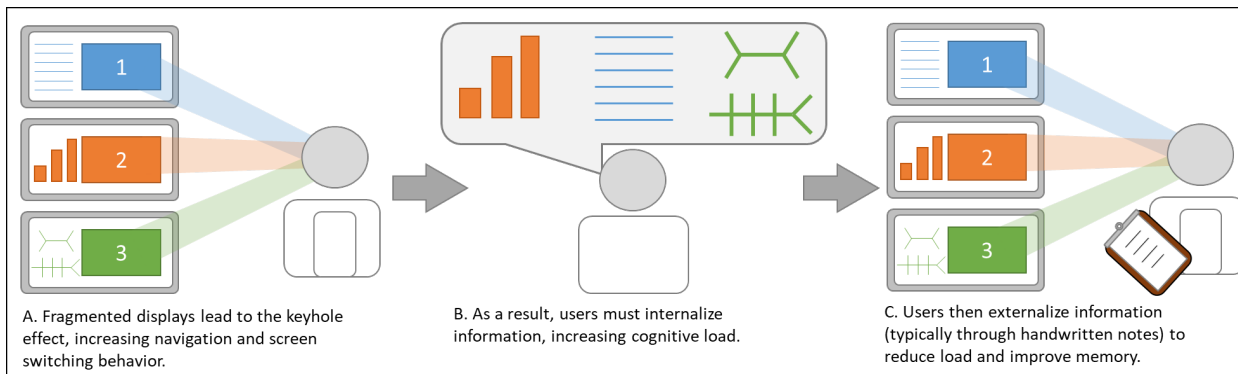 1
2
3
A. Fragmented displays lead to the keyhole
effect, increasing navigation and screen
switching behavior.
B. As a result, users must internalize
information, increasing cognitive load.
1
2
3
C. Users then externalize information
(typically through handwritten notes) to
reduce load and improve memory.